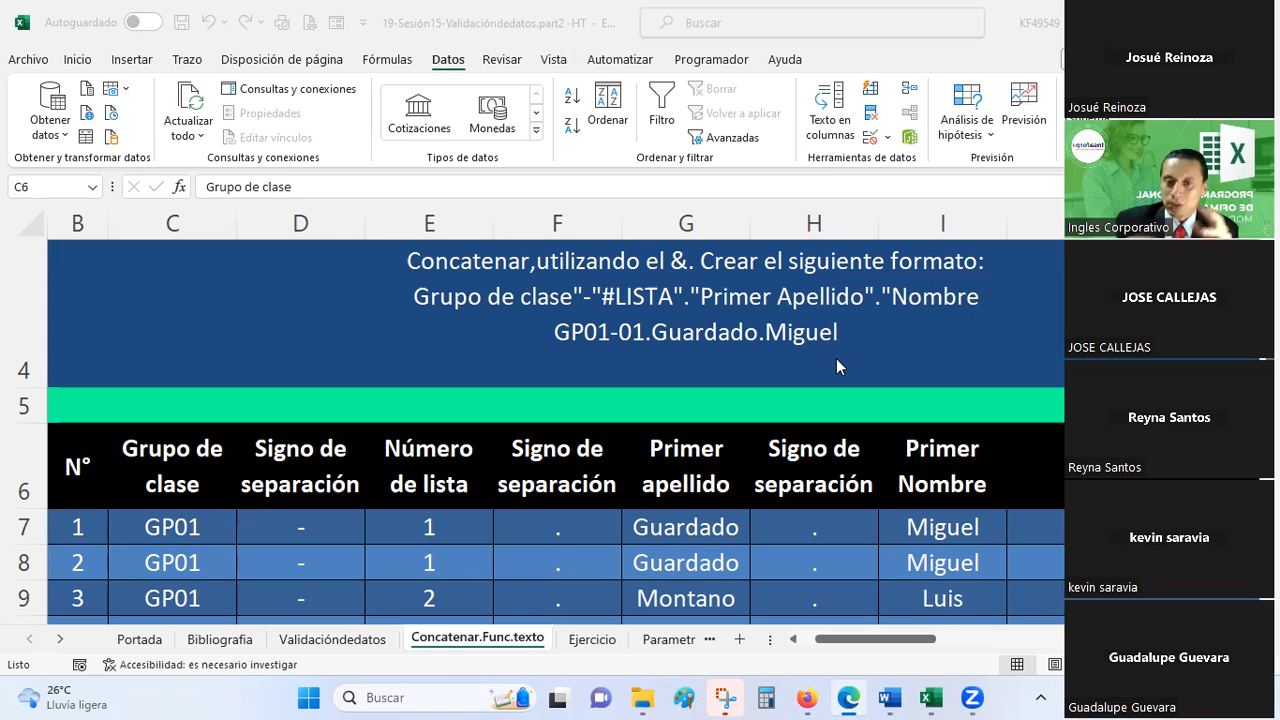 Autoguardado
19-Sesión15-Validacióndedatos.part2 -HT - E...
Buscar
KF49549
Archivo Inicio Insertar Trazo Disposición de página Fórmulas Datos Revisar Vista Automatizar Programador Ayuda
Obtener datos
Obtener y transformar datos
Actualizar todo
Consultas y conexiones
Propiedades
Editar vínculos
Consultas y conexiones
Cotizaciones
Monedas
Tipos de datos
Ordenar
Filtro
Borrar
Volver a aplicar
Avanzadas
Ordenar y filtrar
Texto en columnas
Herramientas de datos
Análisis de hipótesis
Previsión
Previsión
C6
fx
Grupo de clase
B C D E F G H I
4
Concatenar,utilizando el &. Crear el siguiente formato:
Grupo de clase"-"#LISTA"."Primer Apellido"."Nombre
GP01-01.Guardado.Miguel
5
6
N° Grupo de clase Signo de separación Número de lista Signo de separación Primer apellido Signo de separación Primer Nombre
7 1 GP01 - 1 . Guardado . Miguel
8 2 GP01 - 1 . Guardado . Miguel
9 3 GP01 - 2 . Montano . Luis
Portada Bibliografia Validacióndedatos Concatenar.Func.texto Ejercicio Parametr ...
Listo
Accesibilidad: es necesario investigar
26°C
Lluvia ligera
Buscar
Josué Reinoza
Josué Reinoza
Insaforp
PROGRAMA
DE OFIMA
Ingles Corporativo
JOSE CALLEJAS
JOSE CALLEJAS
Reyna Santos
Reyna Santos
kevin saravia
kevin saravia
Guadalupe Guevara
Guadalupe Guevara